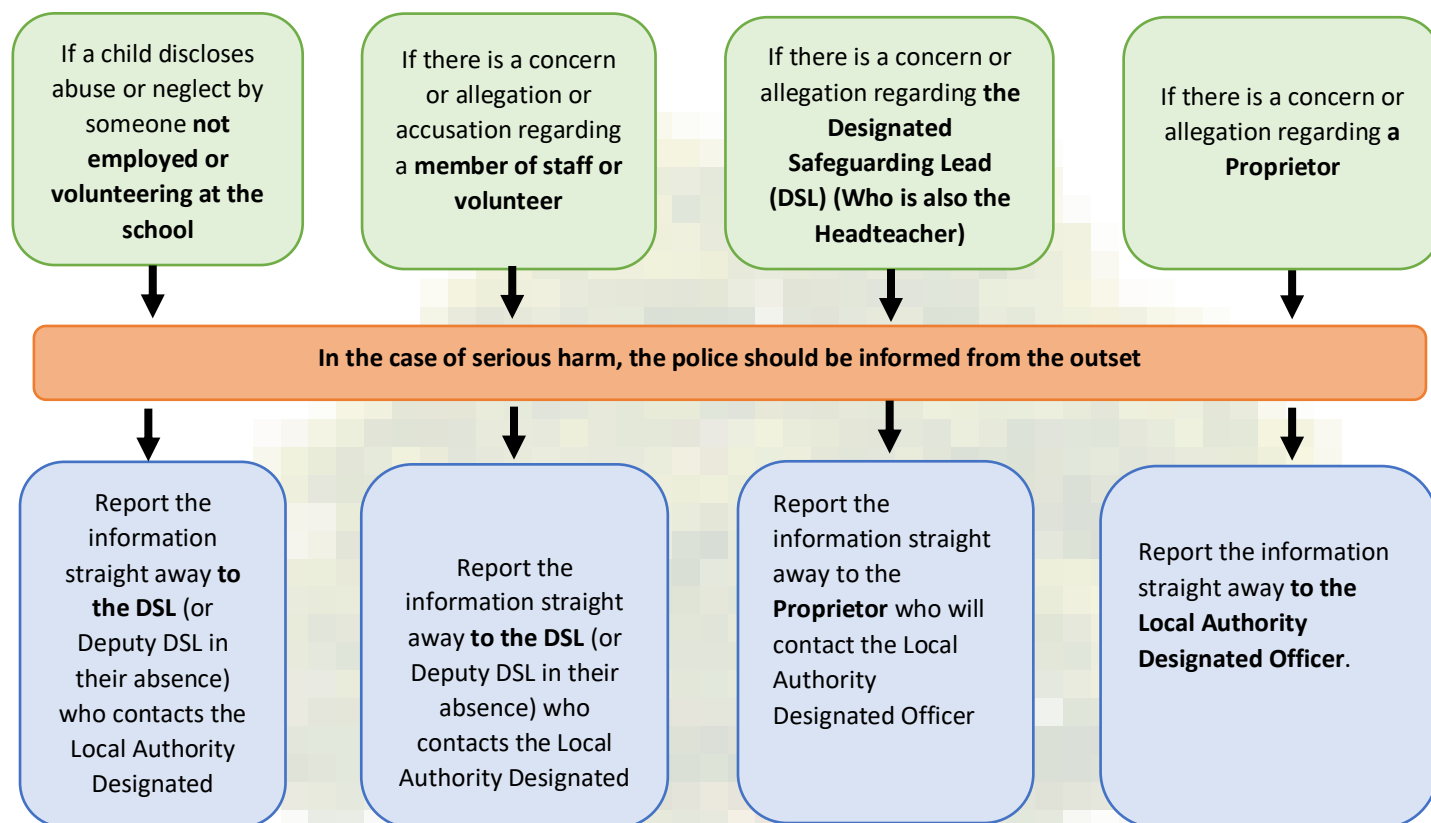 If a child discloses
abuse or neglect by
someone not
employed or
volunteering at the
school
If there is a concern
or allegation or
accusation regarding
a member of staff or
volunteer
If there is a concern or
allegation regarding the
Designated
Safeguarding Lead
(DSL) (Who is also the
Headteacher)
If there is a concern or
allegation regarding a
Proprietor
In the case of serious harm, the police should be informed from the outset
Report the
information
straight away to
the DSL (or
Deputy DSL in
their absence)
who contacts the
Local Authority
Designated
Report the
information straight
away to the DSL (or
Deputy DSL in their
absence) who
contacts the Local
Authority Designated
Report the
information straight
away to the
Proprietor who will
contact the Local
Authority
Designated Officer
Report the information
straight away to the
Local Authority
Designated Officer.